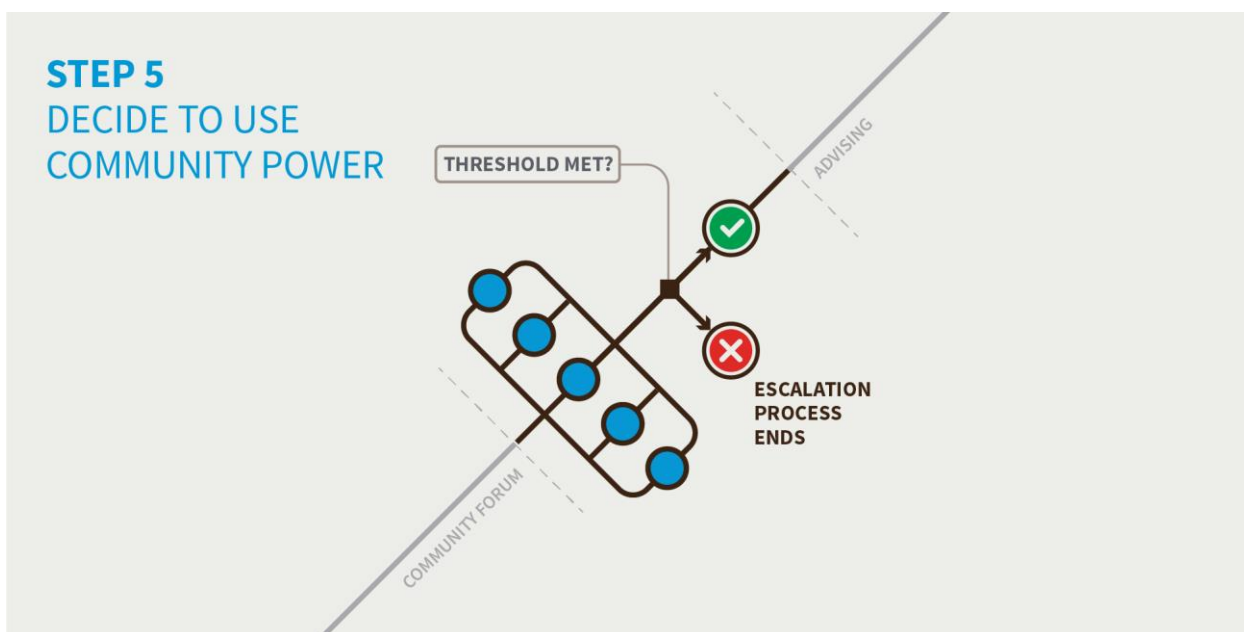 STEP 5
DECIDE TO USE
COMMUNITY POWER
THRESHOLD MET?
ADVISING
ESCALATION
PROCESS
ENDS
COMMUNITY FORUM